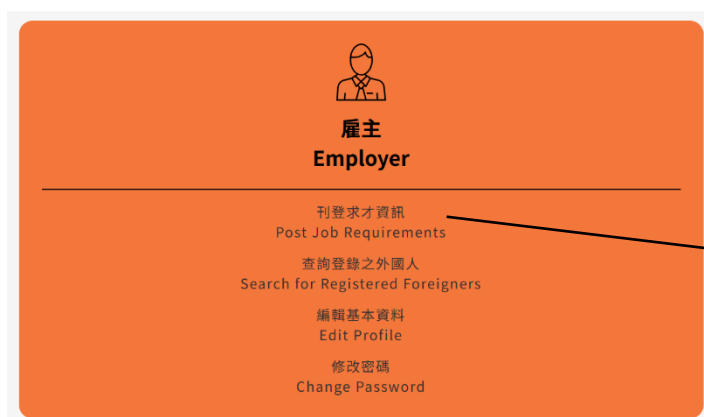 雇主
Employer
刊登求才資訊
Post Job Requirements
查詢登錄之外國人
Search for Registered Foreigners
編輯基本資料
Edit Profile
修改密碼
Change Password